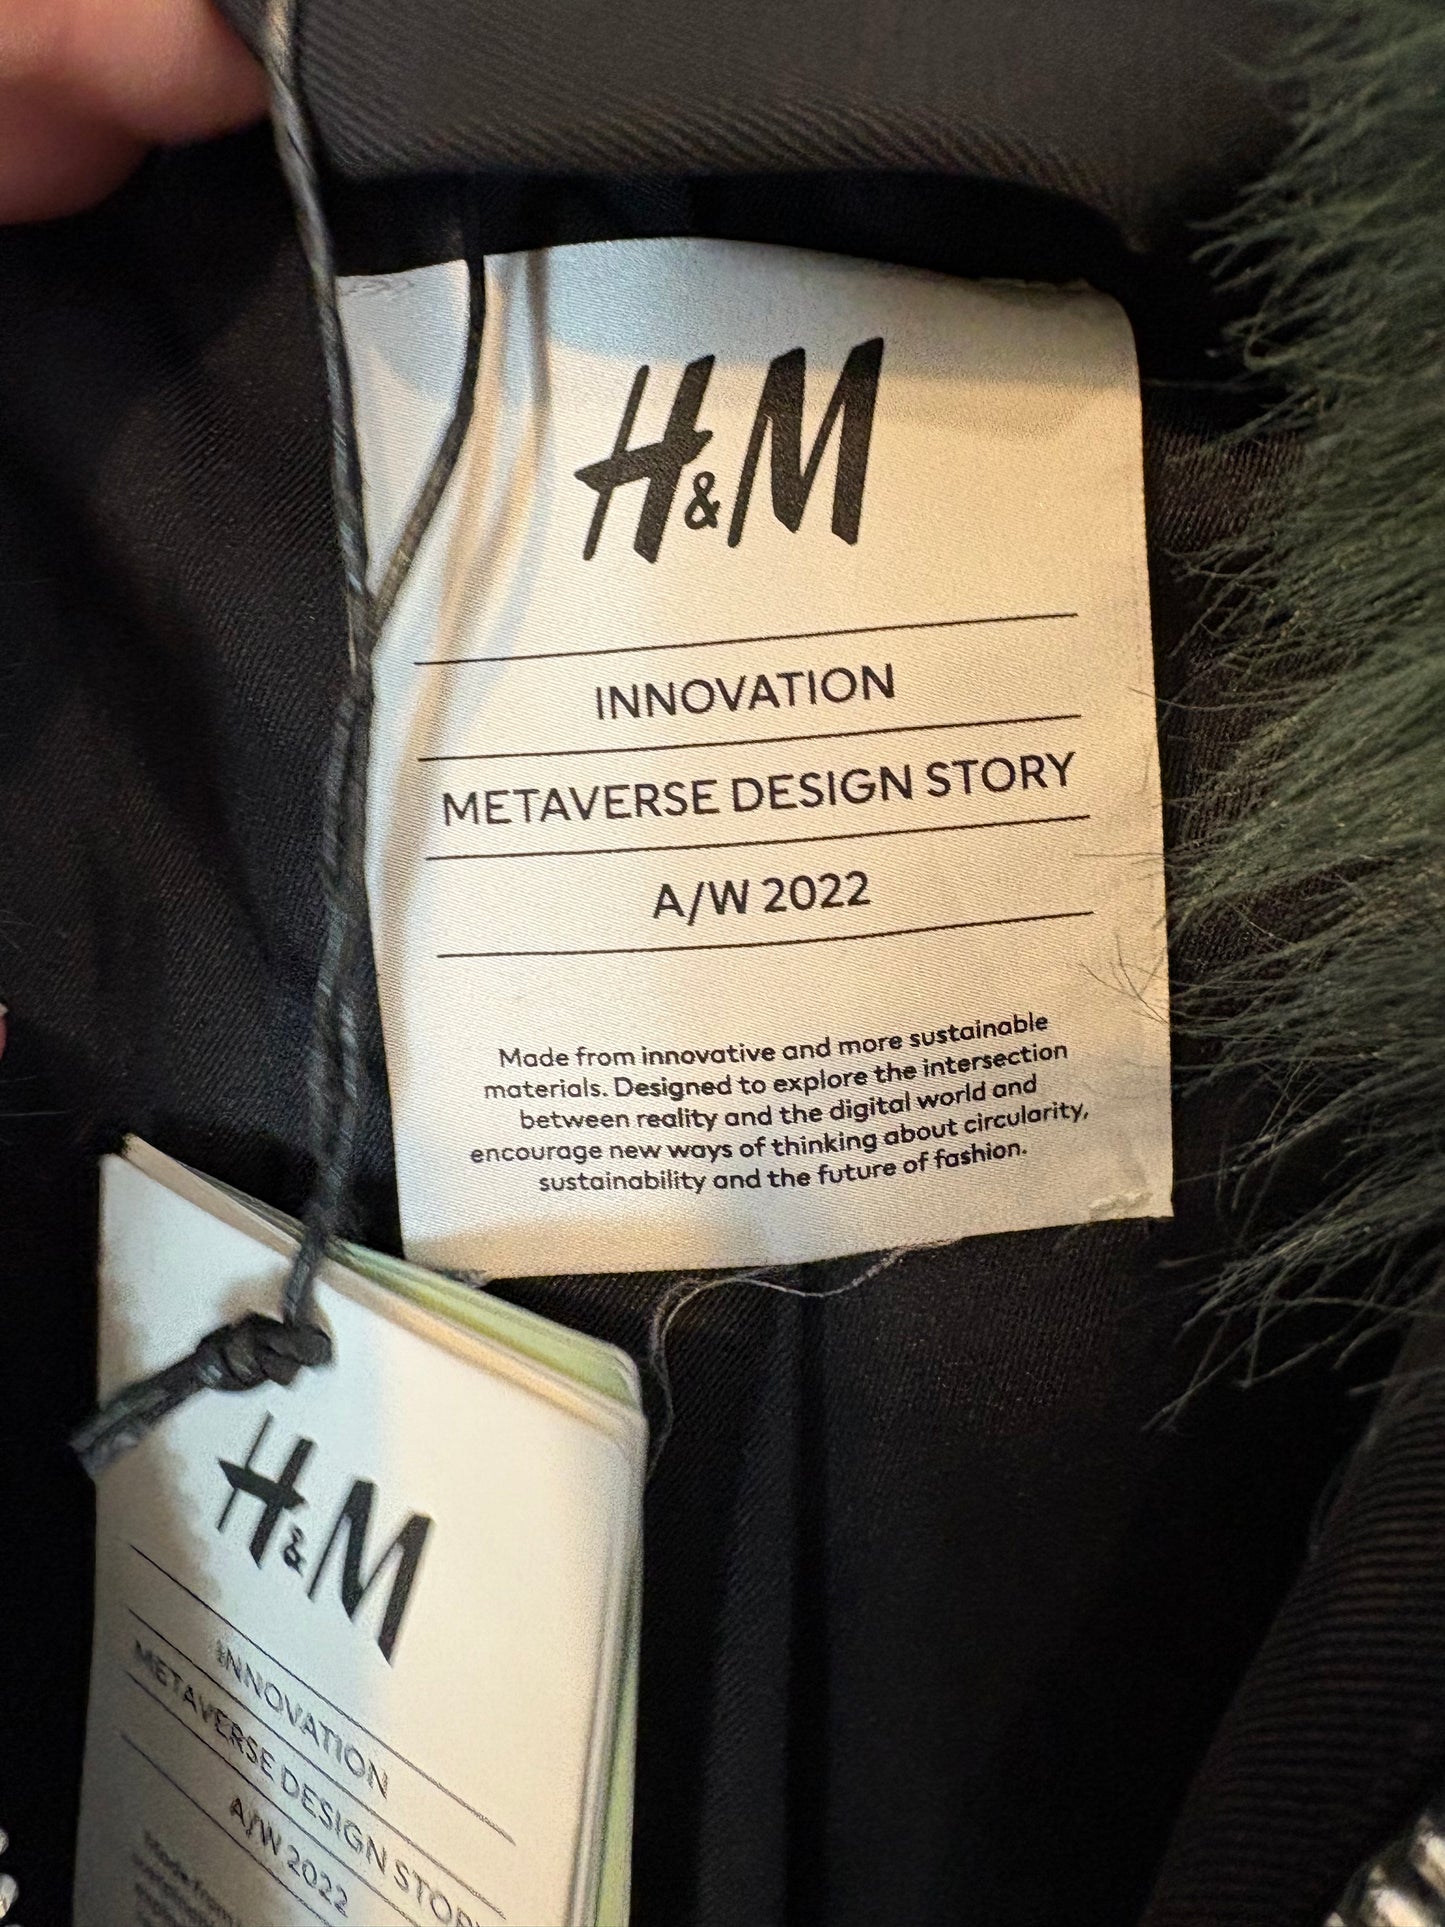 H&M
INNOVATION
METAVERSE DESIGN STORY
A/W 2022
Made from innovative and more sustainable
materials. Designed to explore the intersection
between reality and the digital world and
encourage new ways of thinking about circularity,
sustainability and the future of fashion.
H&M
INNOVATION
METAVERSE DESIGN STORY
A/W 2022
Made from